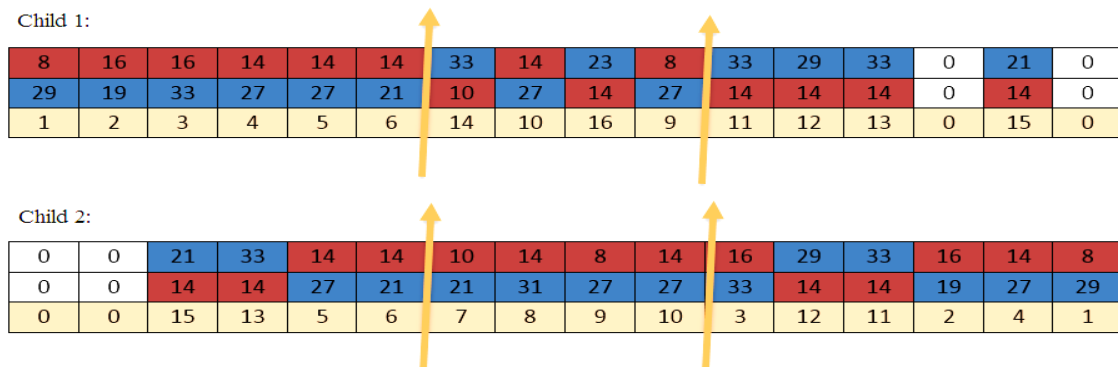 Child 1:
8 16 16 14 14 14 33 14 23 8 33 29 33 0 21 0
29 19 33 27 27 21 10 27 14 27 14 14 14 0 14 0
1 2 3 4 5 6 14 10 16 9 11 12 13 0 15 0
Child 2:
0 0 21 33 14 14 10 14 8 14 16 29 33 16 14 8
0 0 14 14 27 21 21 31 27 27 33 14 14 19 27 29
0 0 15 13 5 6 7 8 9 10 3 12 11 2 4 1